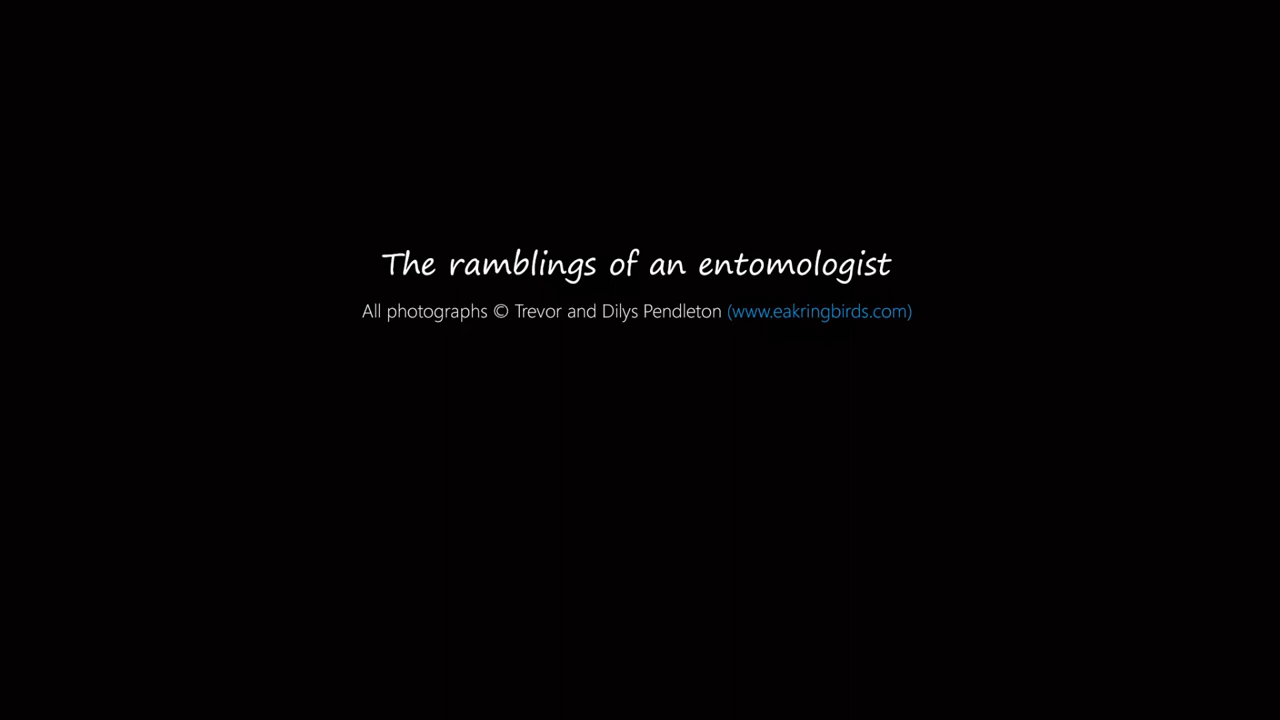 The ramblings of an entomologist
All photographs © Trevor and Dilys Pendleton (www.eakringbirds.com)